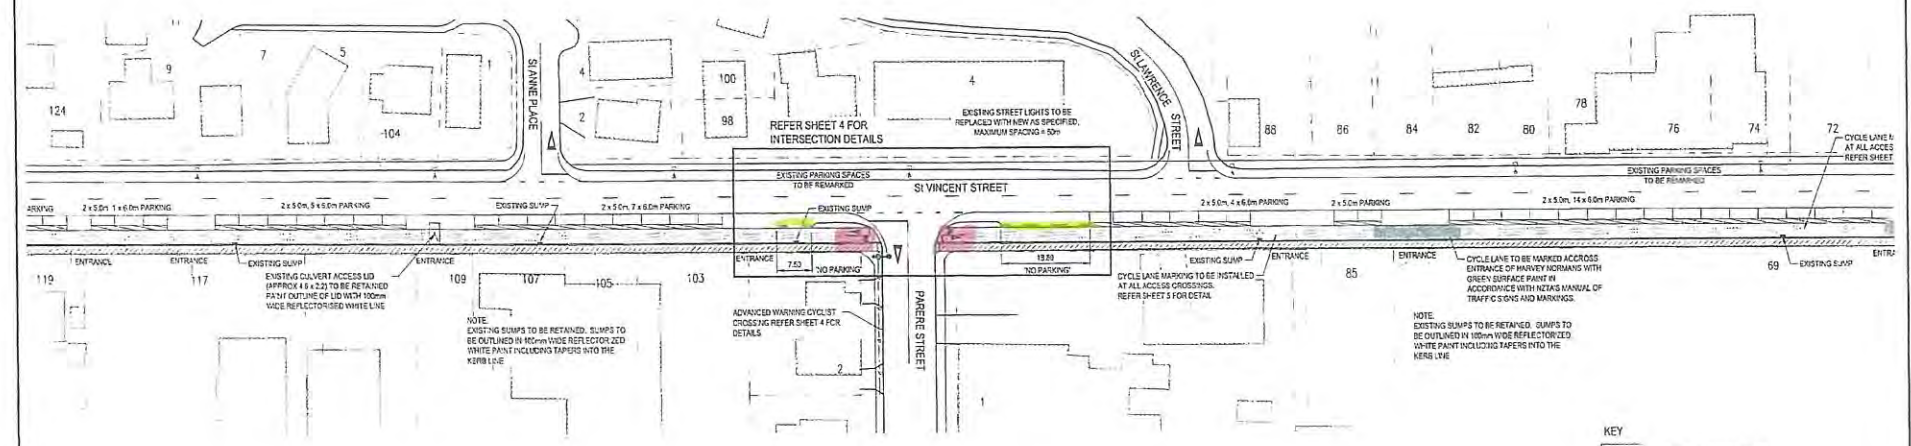 124
9
7
5
-104
1
St ANNE PLACE
4
2
100
98
4
EXISTING STREET LIGHTS TO BE
REPLACED WITH NEW AS SPECIFIED,
MAXIMUM SPACING = 50m
St LAWRENCE
STREET
88
86
84
82
80
78
76
74
72
CYCLE LANE
AT ALL ACCES
REFER SHEET
REFER SHEET 4 FOR
INTERSECTION DETAILS
EXISTING PARKING SPACES
TO BE REMARKED
St VINCENT STREET
EXISTING PARKING SPACES
TO BE REMARKED
ARKING
2 x 5.0m, 1 x 6.0m PARKING
2 x 5.0m, 5 x 6.0m PARKING
EXISTING SUMP
2 x 5.0m, 7 x 6.0m PARKING
EXISTING SUMP
2 x 5.0m, 4 x 6.0m PARKING
2 x 5.0m PARKING
2 x 5.0m, 14 x 6.0m PARKING
ENTRANCE
ENTRANCE
EXISTING SUMP
ENTRANCE
ENTRANCE
7.50
"NO PARKING"
"NO PARKING"
EXISTING SUMP
ENTRANCE
ENTRANCE
EXISTING SUMP
ENTRA
119
117
EXISTING CULVERT ACCESS LID
(APPROX 4.6 x 2.2) TO BE RETAINED
PAINT OUTLINE OF LID WITH 100mm
WIDE REFLECTORISED WHITE LINE
109
107
-105
103
CYCLE LANE MARKING TO BE INSTALLED
AT ALL ACCESS CROSSINGS.
REFER SHEET 5 FOR DETAIL
85
CYCLE LANE TO BE MARKED ACCROSS
ENTRANCE OF HARVEY NORMANS WITH
GREEN SURFACE PAINT IN
ACCORDANCE WITH NZTA'S MANUAL OF
TRAFFIC SIGNS AND MARKINGS.
69
NOTE.
EXISTING SUMPS TO BE RETAINED. SUMPS TO
BE OUTLINED IN 100mm WIDE REFLECTORIZED
WHITE PAINT INCLUDING TAPERS INTO THE
KERB LINE
ADVANCED WARNING CYCLIST
CROSSING REFER SHEET 4 FOR
DETAILS
PARERE STREET
2
1
NOTE.
EXISTING SUMPS TO BE RETAINED. SUMPS TO
BE OUTLINED IN 100mm WIDE REFLECTORIZED
WHITE PAINT INCLUDING TAPERS INTO THE
KERB LINE
KEY